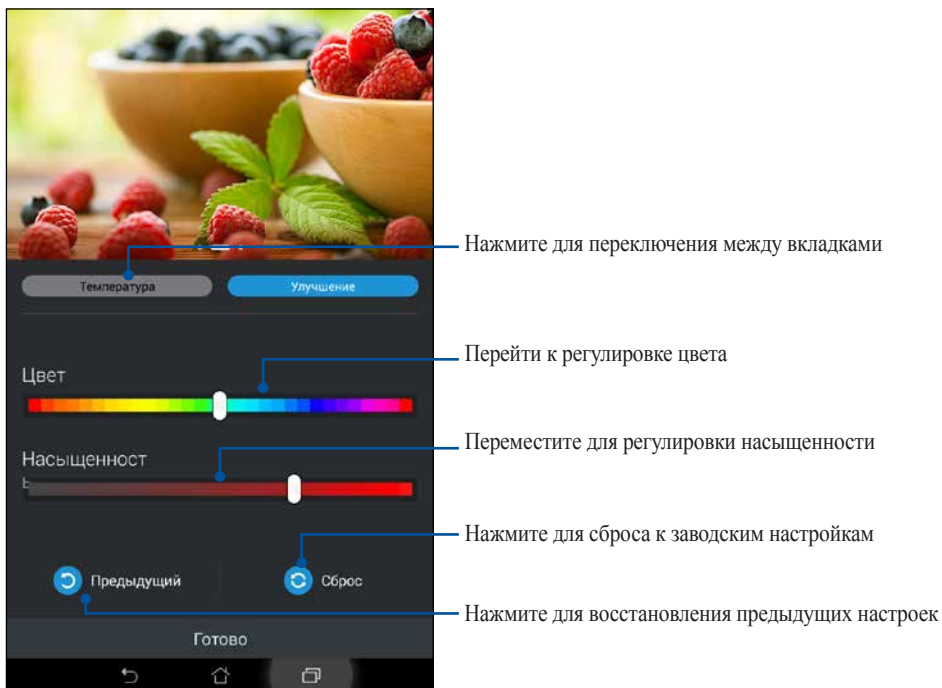 Нажмите для переключения между вкладками
Температура
Улучшение
Перейти к регулировке цвета
Цвет
Переместите для регулировки насыщенности
Насыщенност
ь
Нажмите для сброса к заводским настройкам
Предыдущий
Сброс
Нажмите для восстановления предыдущих настроек
Готово